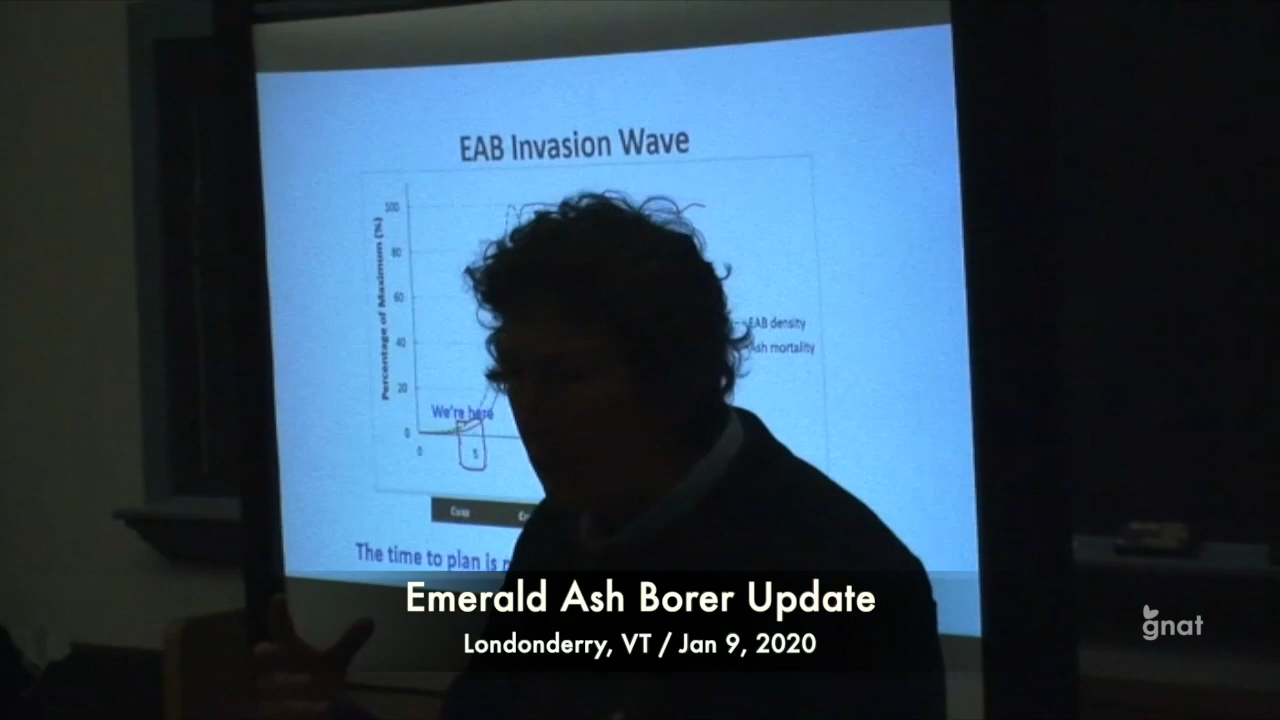 EAB Invasion Wave
Percentage of Maximum (%)
100
80
60
40
20
0
0
5
We're here
EAB density
Ash mortality
The time to plan is
Emerald Ash Borer Update
Londonderry, VT / Jan 9, 2020
gnat